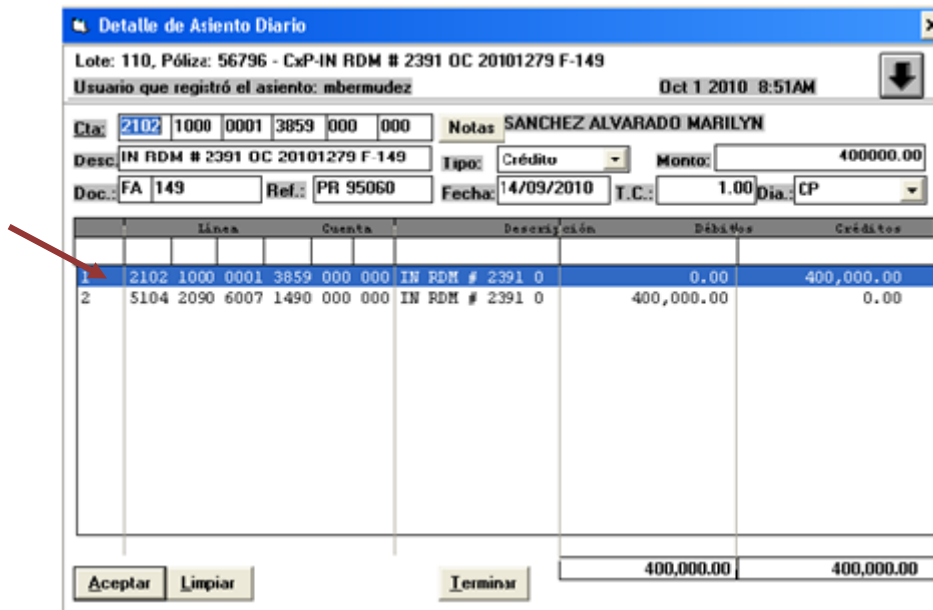 Detalle de Asiento Diario
Lote: 110, Póliza: 56796 - CxP-IN RDM # 2391 OC 20101279 F-149
Usuario que registró el asiento: mbermudez Oct 1 2010 8:51AM
Cta: 2102 1000 0001 3859 000 000 Notas SANCHEZ ALVARADO MARILYN
Desc. IN RDM # 2391 OC 20101279 F-149 Tipo: Crédito Monto: 400000.00
Doc.: FA 149 Ref.: PR 95060 Fecha: 14/09/2010 T.C.: 1.00 Dia.: CP
Línea Cuenta Descripción Débitos Créditos
1 2102 1000 0001 3859 000 000 IN RDM # 2391 O 0.00 400,000.00
2 5104 2090 6007 1490 000 000 IN RDM # 2391 O 400,000.00 0.00
400,000.00 400,000.00
Aceptar Limpiar Terminar